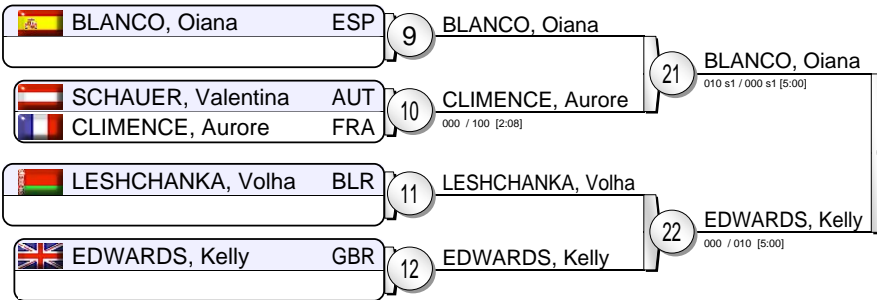 BLANCO, Oiana ESP
9
BLANCO, Oiana
21
BLANCO, Oiana
010 s1 / 000 s1 [5:00]
SCHAUER, Valentina AUT
CLIMENCE, Aurore FRA
10
CLIMENCE, Aurore
000 / 100 [2:08]
LESHCHANKA, Volha BLR
11
LESHCHANKA, Volha
22
EDWARDS, Kelly
000 / 010 [5:00]
EDWARDS, Kelly GBR
12
EDWARDS, Kelly